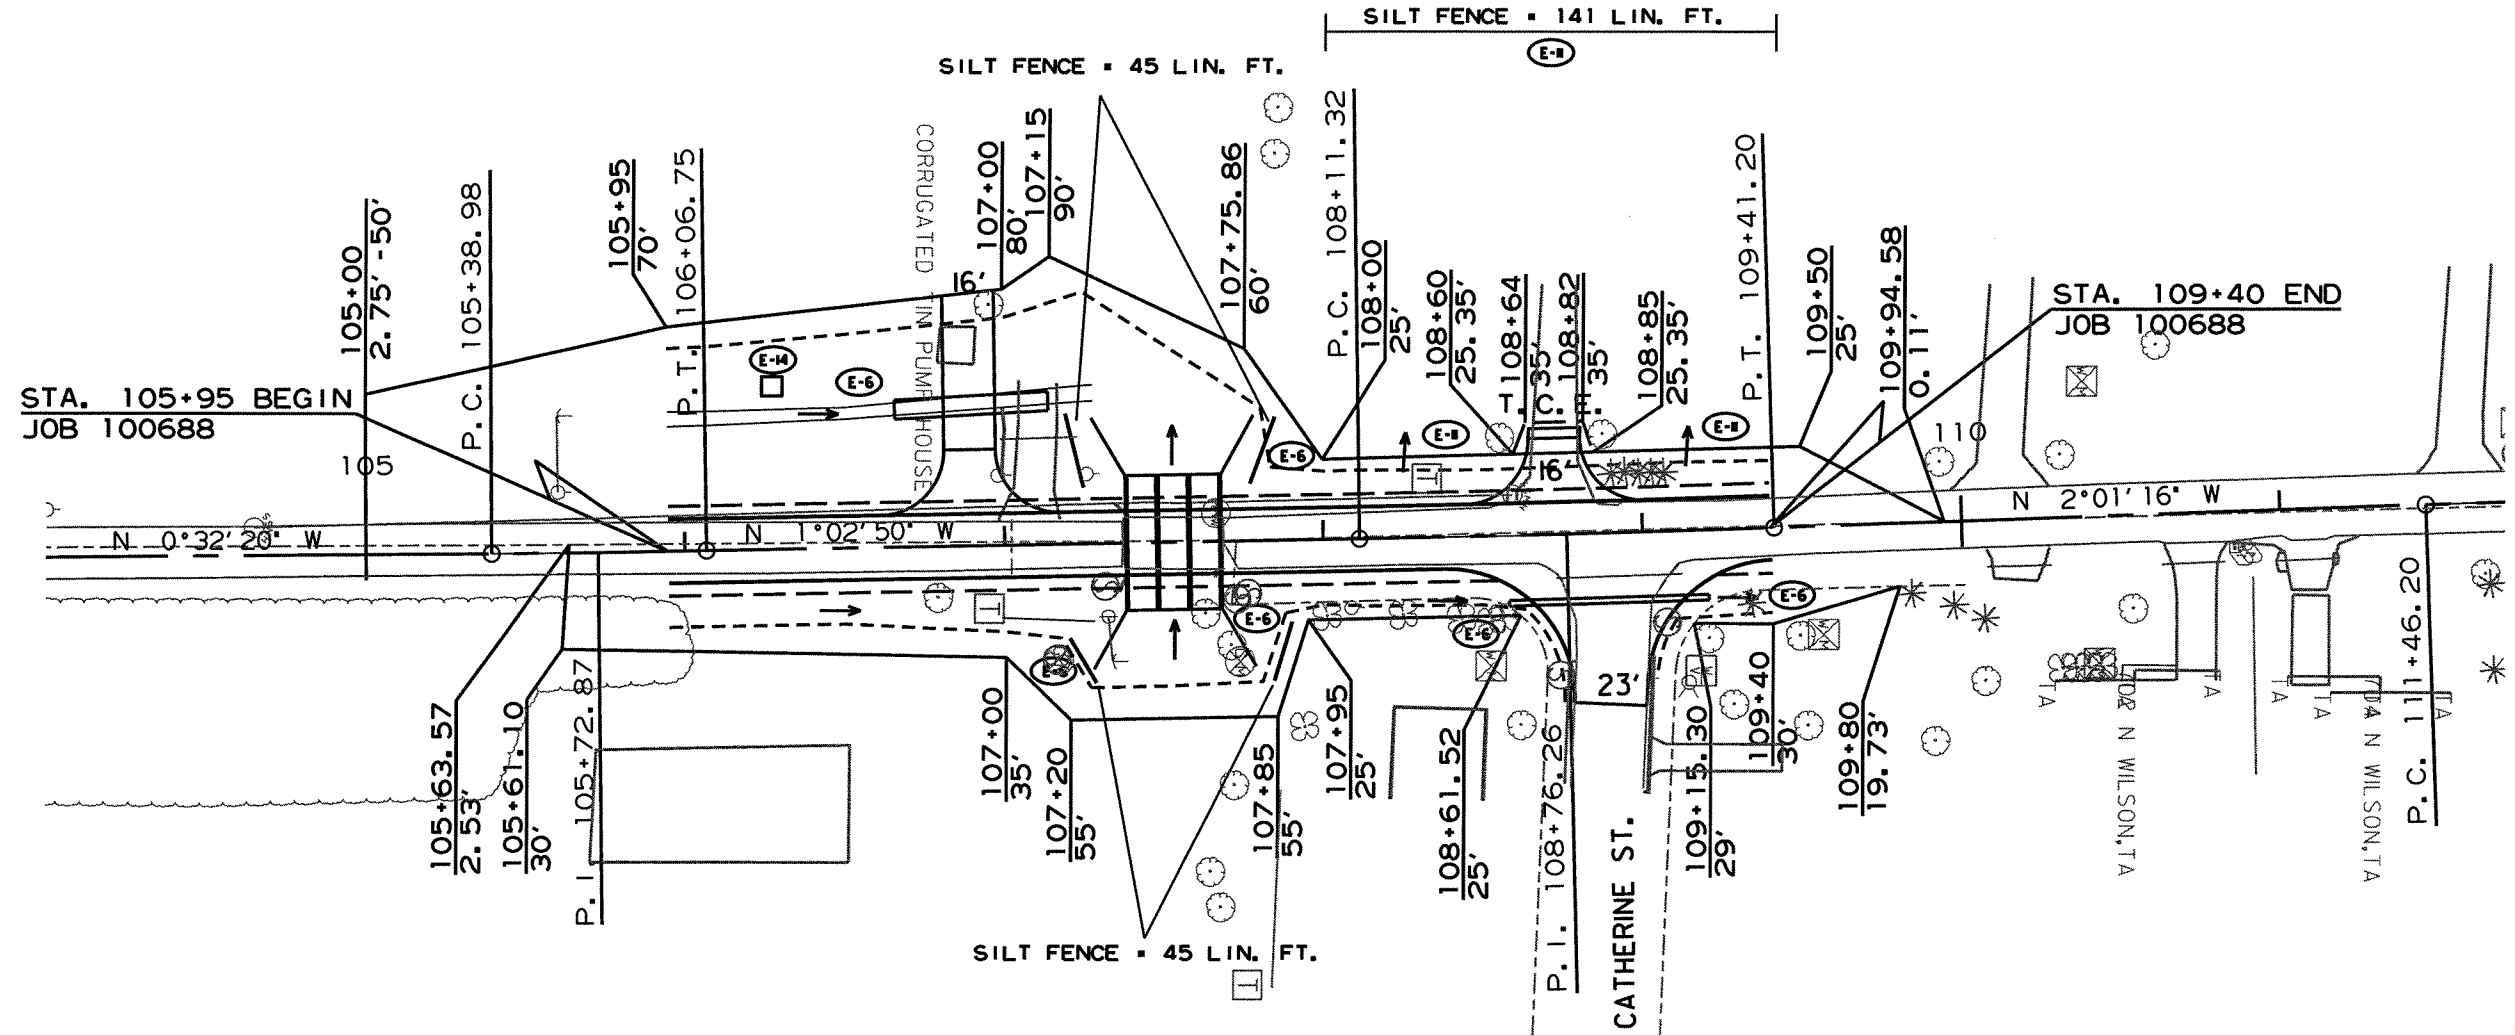 SILT FENCE = 141 LIN. FT.
E-11
SILT FENCE = 45 LIN. FT.
105+00
2.75'-50'
P.C. 105+38.98
105+95
70'
P.T. 106+06.75
CORRUGATED TIN PUMP HOUSE
107+00
80'
107+15
90'
107+75.86
60'
P.C. 108+11.32
108+00
25'
108+60
25.35'
108+64
35'
108+82
35'
T.C.E.
108+85
25.35'
P.T. 109+41.20
109+50
25'
109+94.58
0.11'
STA. 109+40 END
JOB 100688
STA. 105+95 BEGIN
JOB 100688
16'
E-14
E-6
E-6
E-11
E-11
105
110
16'
T
N 0°32'20" W
N 1°02'50" W
N 2°01'16" W
T
E-6
E-6
E-6
23'
105+63.57
2.53'
105+61.10
30'
P.I. 105+72.87
107+00
35'
107+20
55'
107+85
55'
107+95
25'
108+61.52
25'
P.I. 108+76.26
CATHERINE ST.
109+15.30
29'
109+40
30'
109+80
19.73'
TA
TA
TA
TA
TA
N WILSON,TA
N WILSON,TA
P.C. 111+46.20
SILT FENCE = 45 LIN. FT.
T